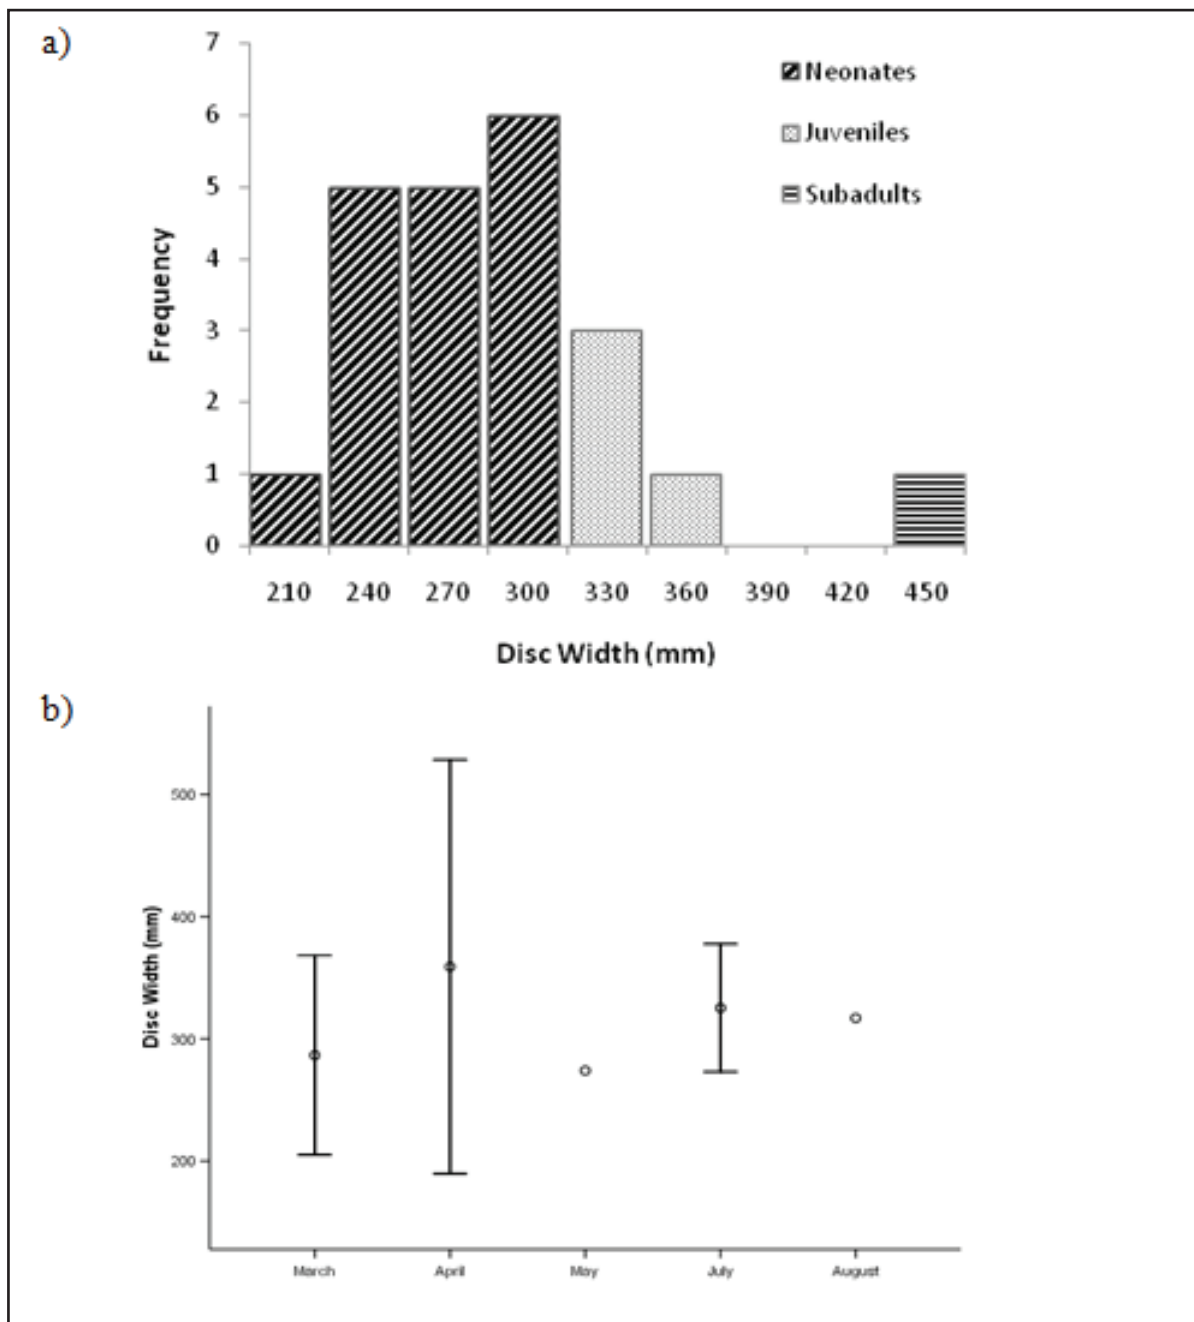 a)
7
6
5
4
3
2
1
0
Frequency
Neonates
Juveniles
Subadults
210 240 270 300 330 360 390 420 450
Disc Width (mm)
b)
500
400
300
200
Disc Width (mm)
March April May July August